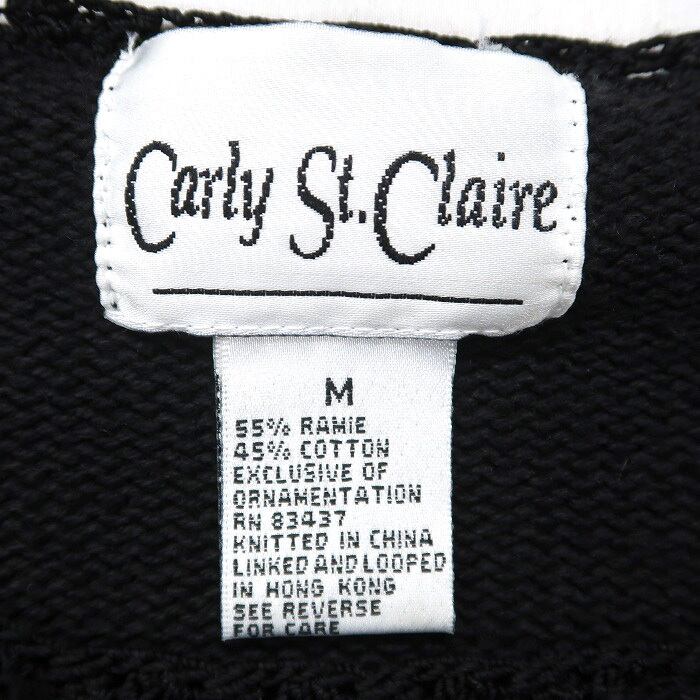 Carly St. Claire
M
55% RAMIE
45% COTTON
EXCLUSIVE OF
ORNAMENTATION
RN 83437
KNITTED IN CHINA
LINKED AND LOOPED
IN HONG KONG
SEE REVERSE
FOR CARE